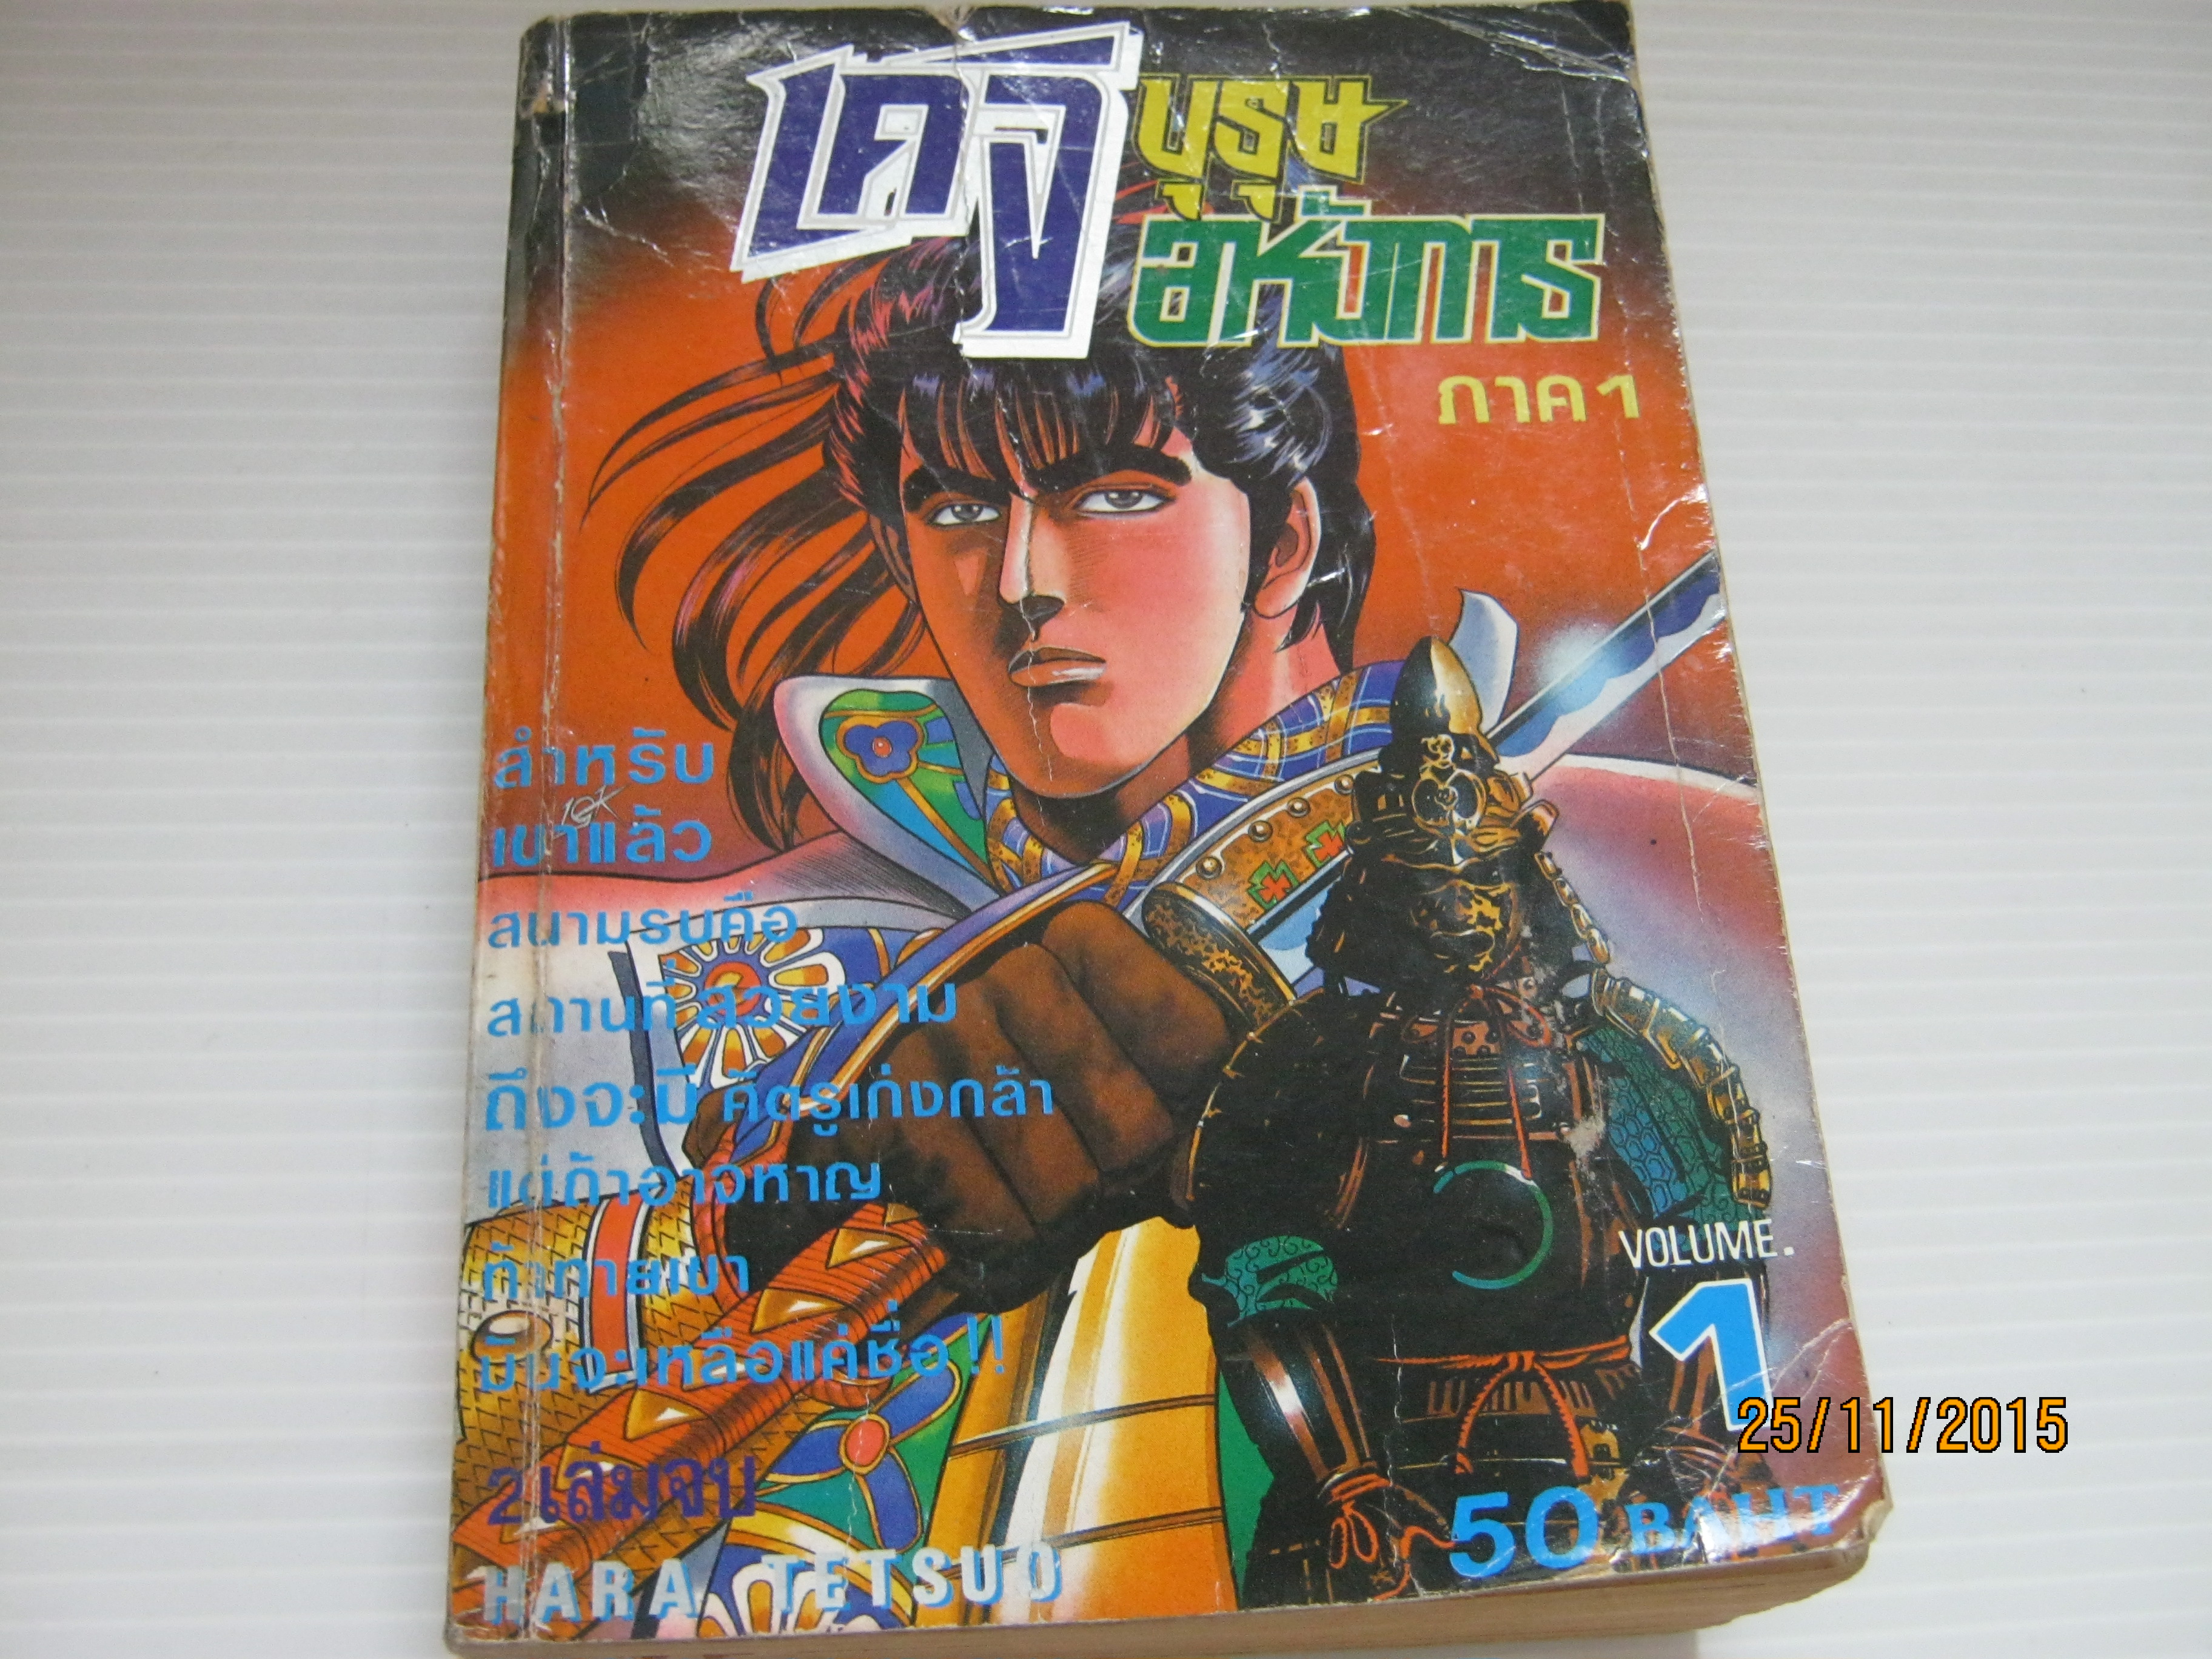 เคจิ
บุรุษ
อหังการ
ภาค 1
สำหรับ
เขาแล้ว
สนามรบคือ
สถานที่สวยงาม
ถึงจะมี ศัตรูเก่งกล้า
แต่ถ้าอาจหาญ
ท้าทายเขา
มันจะเหลือแค่ชื่อ!!
2 เล่มจบ
HARA TETSUO
VOLUME.
1
50 BAHT
25/11/2015